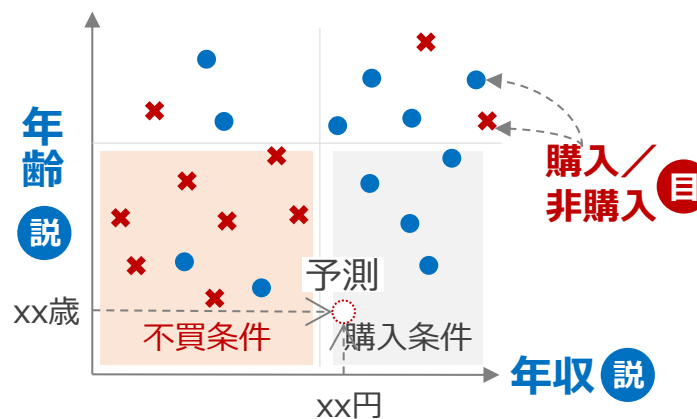 年齢
説
購入／
非購入
目
予測
xx歳
不買条件
購入条件
年収
説
xx円